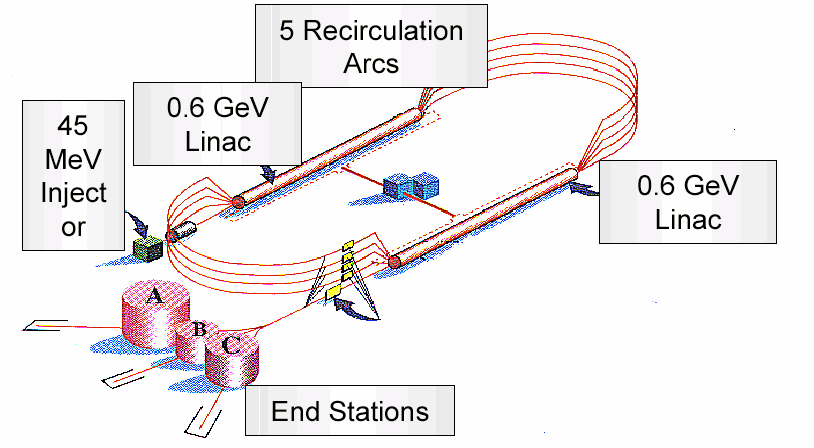 5 Recirculation
Arcs
0.6 GeV
Linac
45
MeV
Inject
or
0.6 GeV
Linac
A
B
C
End Stations